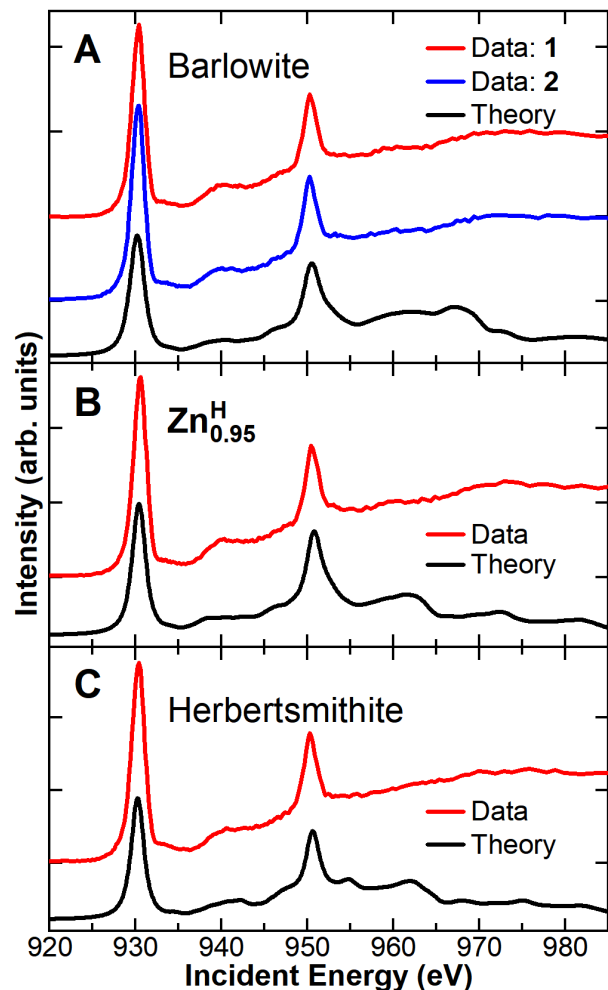 A
Barlowite
Data: 1
Data: 2
Theory
B
Zn^H_0.95
Data
Theory
C
Herbertsmithite
Data
Theory
Intensity (arb. units)
920 930 940 950 960 970 980
Incident Energy (eV)